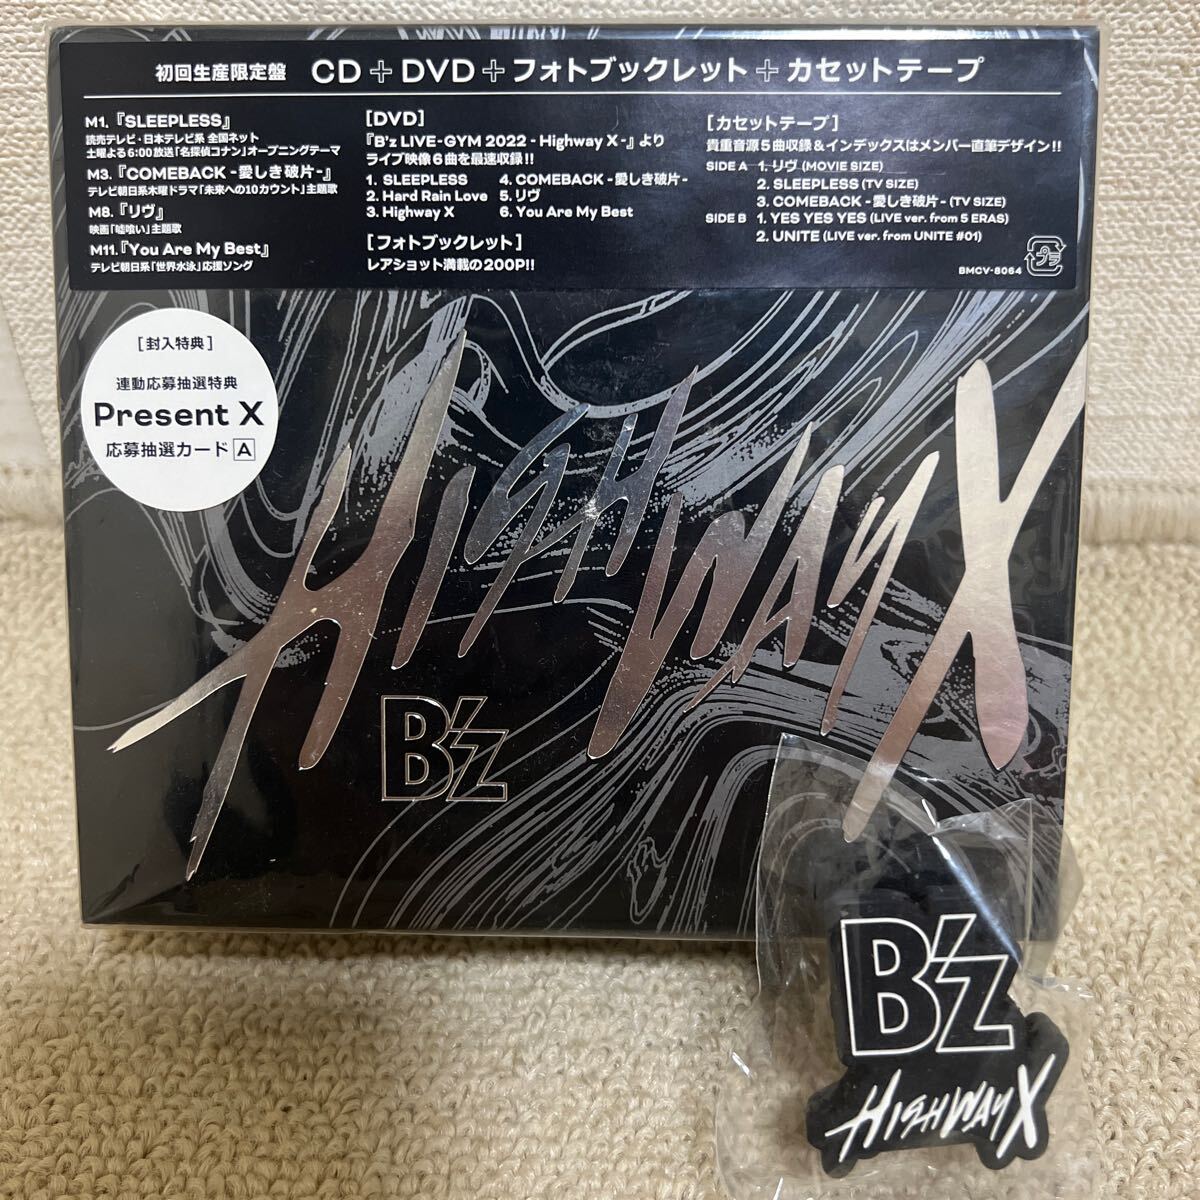 初回生産限定盤 CD+DVD+フォトブックレット+カセットテープ
M1.『SLEEPLESS』
読売テレビ・日本テレビ系 全国ネット
土曜よる6:00放送「名探偵コナン」オープニングテーマ
M3.『COMEBACK -愛しき破片-』
テレビ朝日系木曜ドラマ「未来への10カウント」主題歌
M8.『リヴ』
映画「嘘喰い」主題歌
M11.『You Are My Best』
テレビ朝日系「世界水泳」応援ソング
[DVD]
『B'z LIVE-GYM 2022 -Highway X-』より
ライブ映像6曲を最速収録!!
1. SLEEPLESS 4. COMEBACK -愛しき破片-
2. Hard Rain Love 5. リヴ
3. Highway X 6. You Are My Best
[フォトブックレット]
レアショット満載の200P!!
[カセットテープ]
貴重音源5曲収録&インデックスはメンバー直筆デザイン!!
SIDE A 1. リヴ (MOVIE SIZE)
2. SLEEPLESS (TV SIZE)
3. COMEBACK -愛しき破片- (TV SIZE)
SIDE B 1. YES YES YES (LIVE ver. from 5 ERAS)
2. UNITE (LIVE ver. from UNITE #01)
BMCV-8064
プラ
[封入特典]
連動応募抽選特典
Present X
応募抽選カード A
HIGHWAY X
B'z
B'z
HIGHWAY X